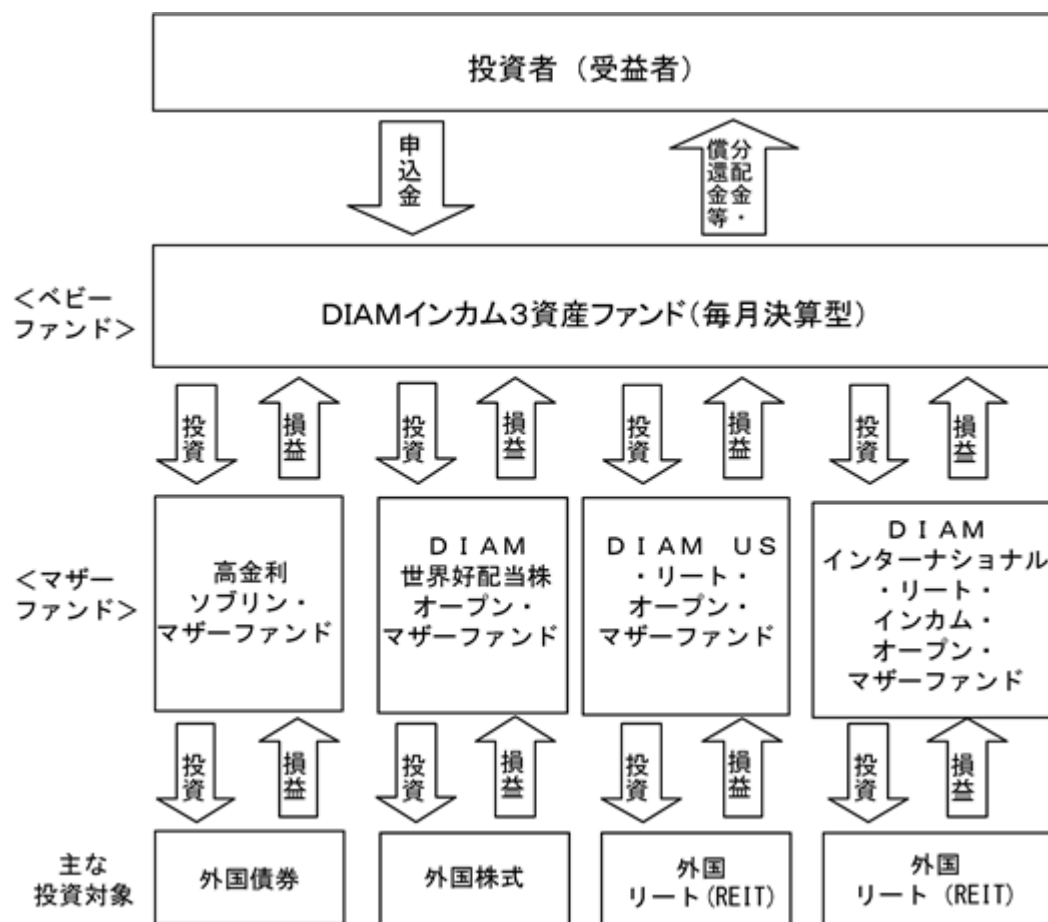 投資者（受益者）
申込金
分配金・
償還金等
＜ベビー
ファンド＞
DIAMインカム３資産ファンド(毎月決算型)
投資
損益
投資
損益
投資
損益
投資
損益
＜マザー
ファンド＞
高金利
ソブリン・
マザーファンド
ＤＩＡＭ
世界好配当株
オープン・
マザーファンド
ＤＩＡＭ　ＵＳ
・リート・
オープン・
マザーファンド
ＤＩＡＭ
インターナショナル
・リート・
インカム・
オープン・
マザーファンド
投資
損益
投資
損益
投資
損益
投資
損益
主な
投資対象
外国債券
外国株式
外国
リート(REIT)
外国
リート（REIT)